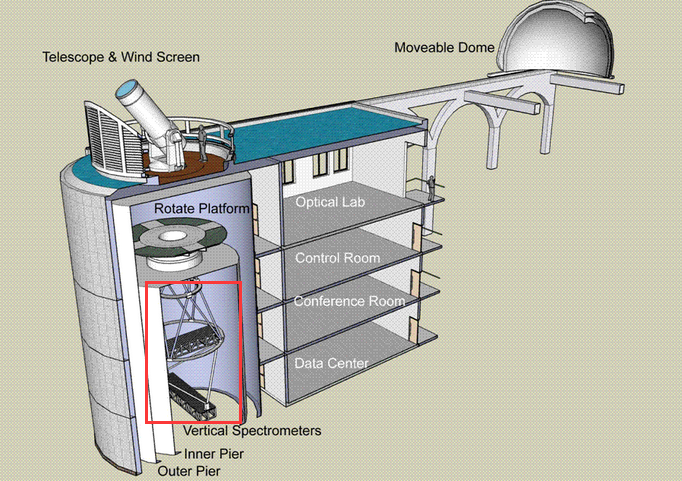 Moveable Dome
Telescope & Wind Screen
Rotate Platform
Optical Lab
Control Room
Conference Room
Data Center
Vertical Spectrometers
Inner Pier
Outer Pier